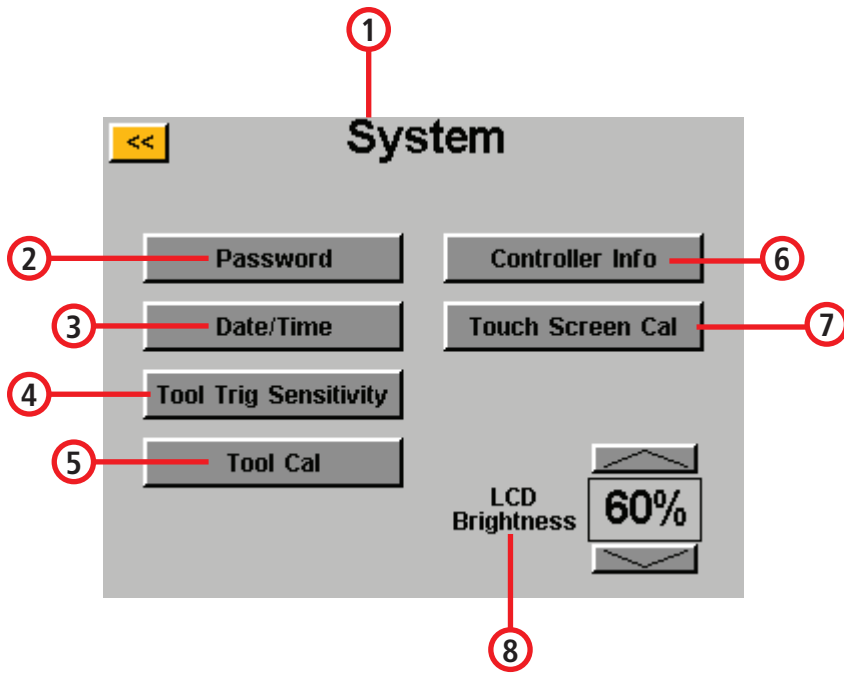 1
<< System
2 Password Controller Info 6
3 Date/Time Touch Screen Cal 7
4 Tool Trig Sensitivity
5 Tool Cal
LCD
Brightness 60%
8